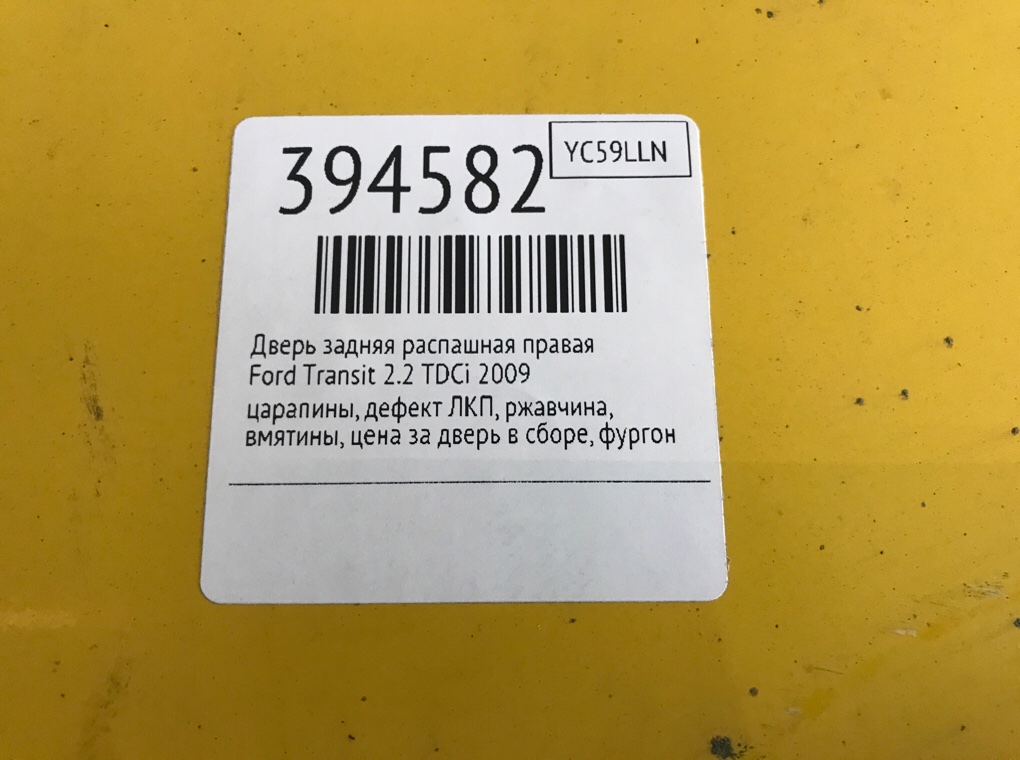 394582
YC59LLN
Дверь задняя распашная правая
Ford Transit 2.2 TDCi 2009
царапины, дефект ЛКП, ржавчина,
вмятины, цена за дверь в сборе, фургон